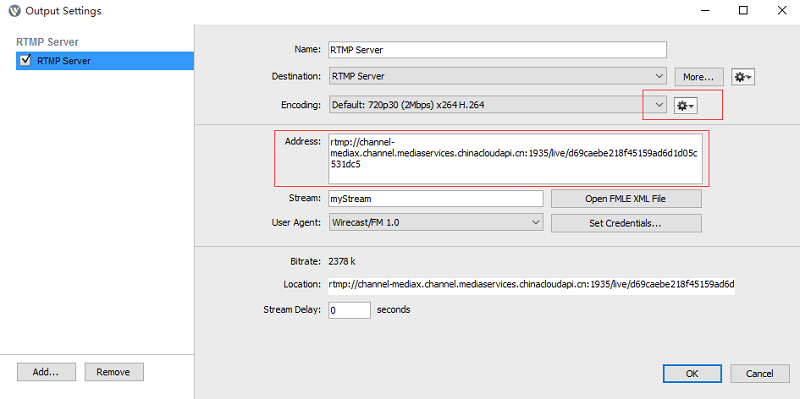 Output Settings
RTMP Server
RTMP Server
Name: RTMP Server
Destination: RTMP Server More...
Encoding: Default: 720p30 (2Mbps) x264 H.264
Address: rtmp://channel-
mediax.channel.mediaservices.chinacloudapi.cn:1935/live/d69caebe218f45159ad6d1d05c
531dc5
Stream: myStream Open FMLE XML File
User Agent: Wirecast/FM 1.0 Set Credentials...
Bitrate: 2378 k
Location: rtmp://channel-mediax.channel.mediaservices.chinacloudapi.cn:1935/live/d69caebe218f45159ad6d
Stream Delay: 0 seconds
Add... Remove OK Cancel